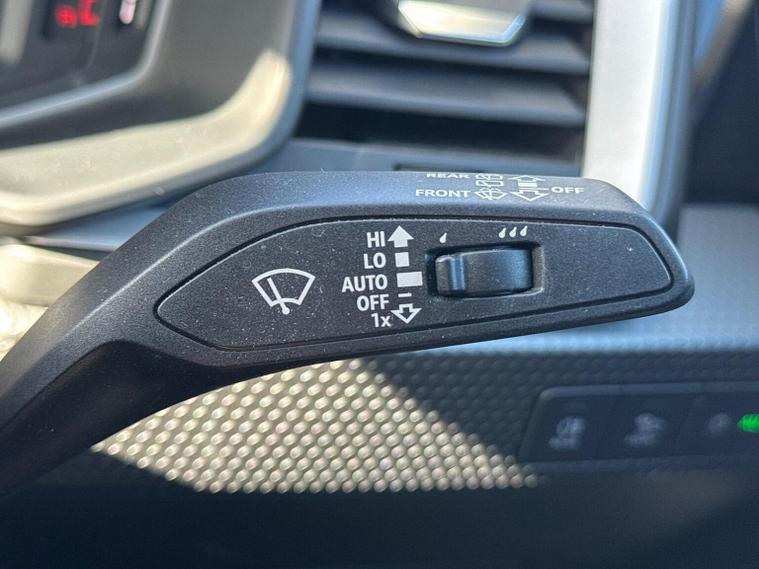 REAR
FRONT OFF
HI
LO
AUTO
OFF
1x